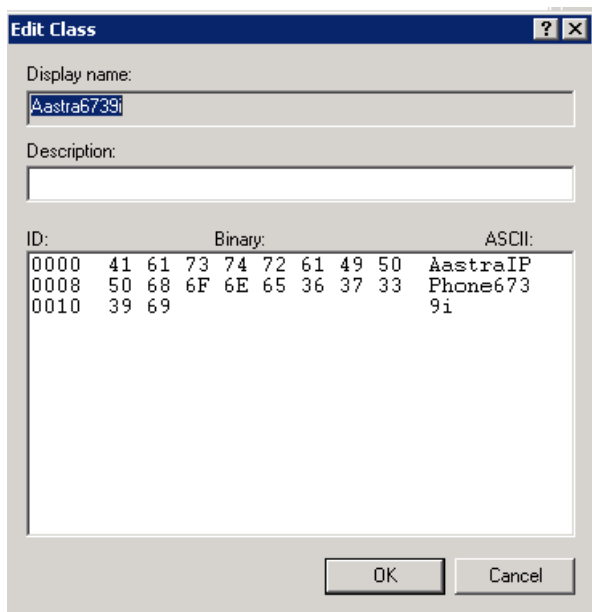 Edit Class
? X
Display name:
Aastra6739i
Description:
ID: Binary: ASCII:
0000 41 61 73 74 72 61 49 50 AastraIP
0008 50 68 6F 6E 65 36 37 33 Phone673
0010 39 69 9i
OK Cancel